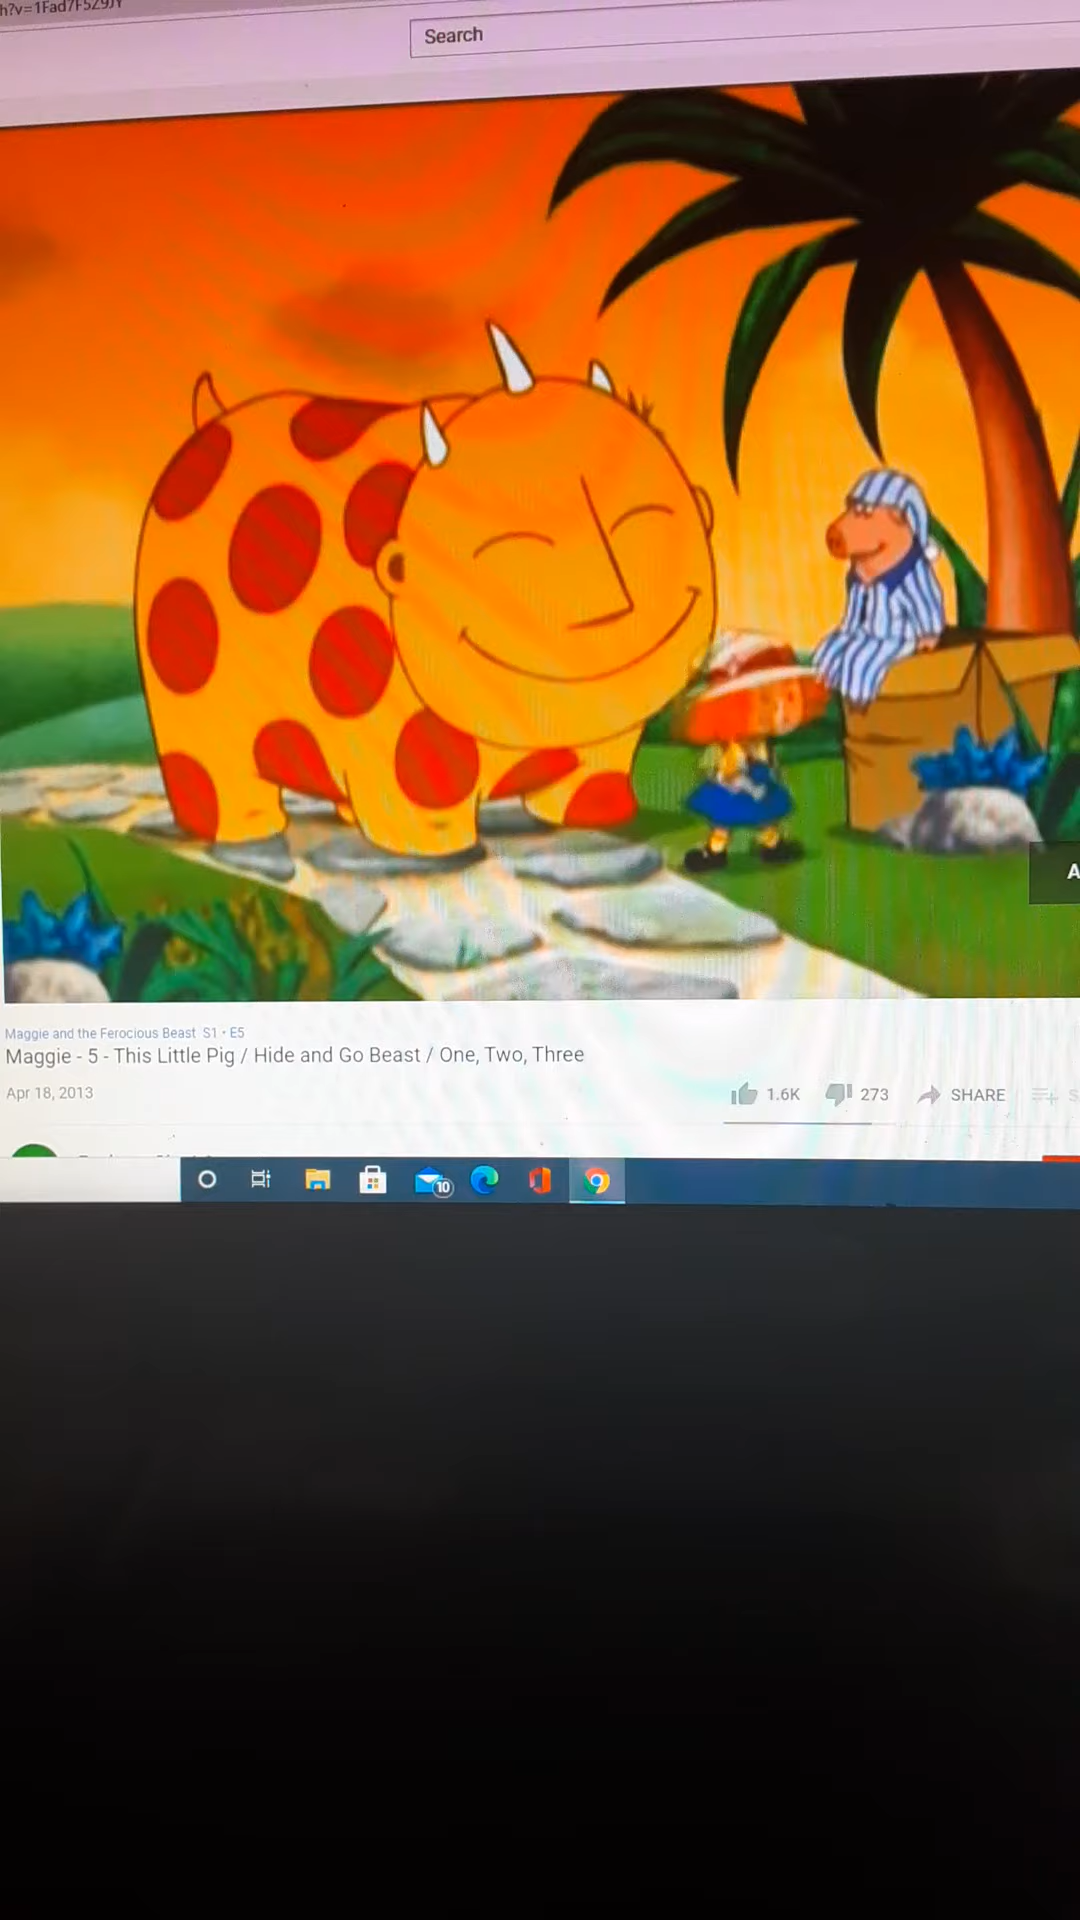 Search
A
Maggie and the Ferocious Beast S1 • E5
Maggie - 5 - This Little Pig / Hide and Go Beast / One, Two, Three
Apr 18, 2013
1.6K 273 SHARE S
10